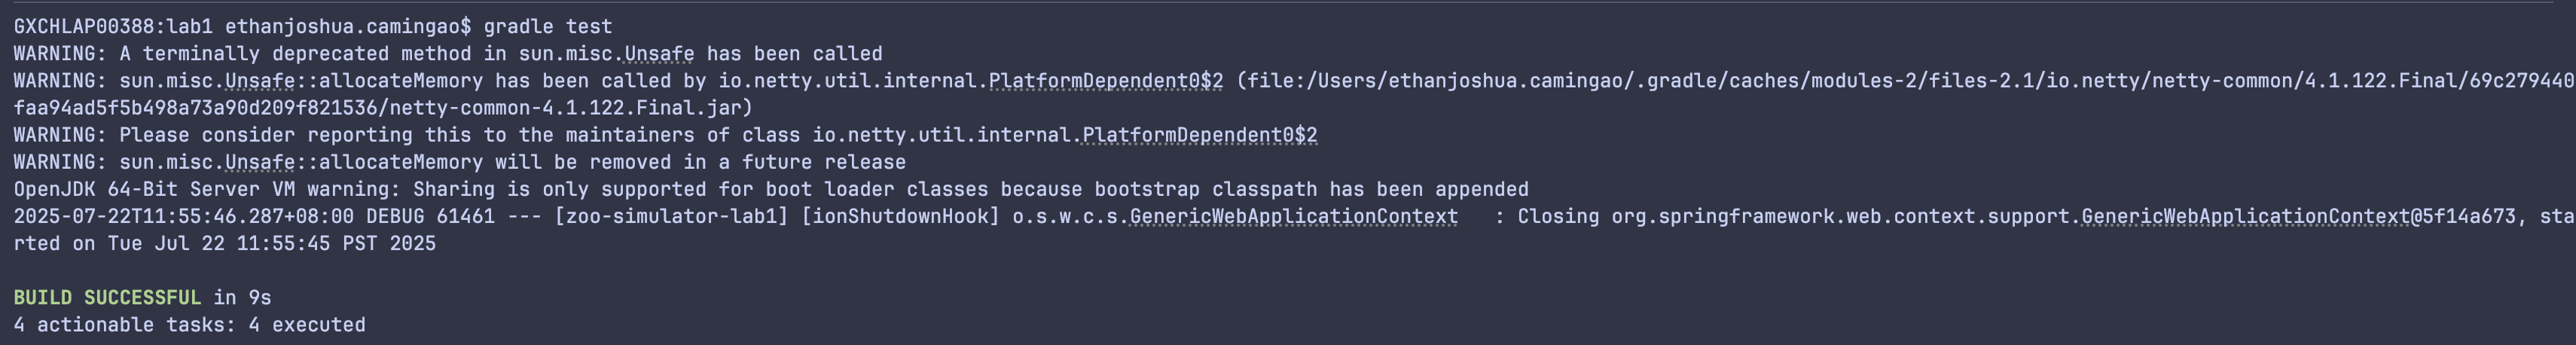 GXCHLAP00388:lab1 ethanjoshua.camingao$ gradle test
WARNING: A terminally deprecated method in sun.misc.Unsafe has been called
WARNING: sun.misc.Unsafe::allocateMemory has been called by io.netty.util.internal.PlatformDependent0$2 (file:/Users/ethanjoshua.camingao/.gradle/caches/modules-2/files-2.1/io.netty/netty-common/4.1.122.Final/69c279440
faa94ad5f5b498a73a90d209f821536/netty-common-4.1.122.Final.jar)
WARNING: Please consider reporting this to the maintainers of class io.netty.util.internal.PlatformDependent0$2
WARNING: sun.misc.Unsafe::allocateMemory will be removed in a future release
OpenJDK 64-Bit Server VM warning: Sharing is only supported for boot loader classes because bootstrap classpath has been appended
2025-07-22T11:55:46.287+08:00 DEBUG 61461 --- [zoo-simulator-lab1] [ionShutdownHook] o.s.w.c.s.GenericWebApplicationContext   : Closing org.springframework.web.context.support.GenericWebApplicationContext@5f14a673, sta
rted on Tue Jul 22 11:55:45 PST 2025
BUILD SUCCESSFUL in 9s
4 actionable tasks: 4 executed